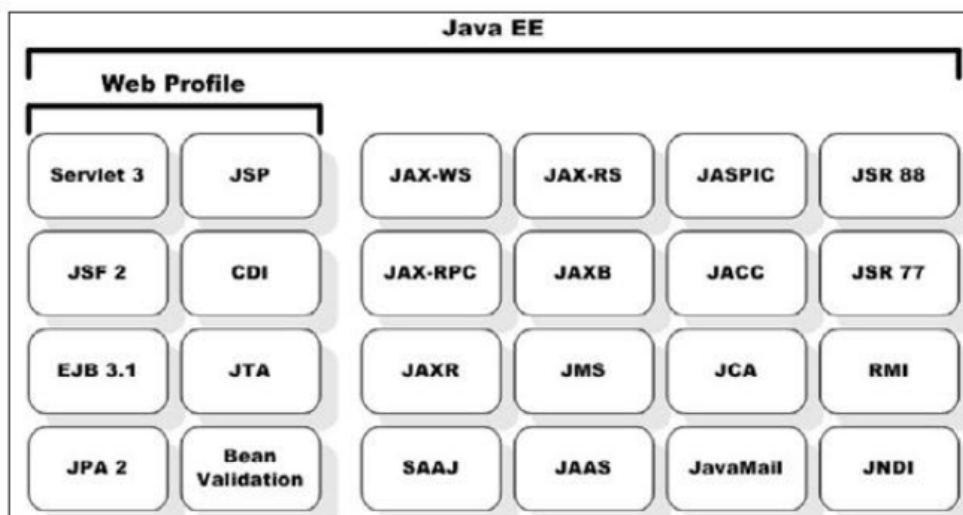 Java EE
Web Profile
Servlet 3
JSP
JAX-WS
JAX-RS
JASPIC
JSR 88
JSF 2
CDI
JAX-RPC
JAXB
JACC
JSR 77
EJB 3.1
JTA
JAXR
JMS
JCA
RMI
JPA 2
Bean
Validation
SAAJ
JAAS
JavaMail
JNDI